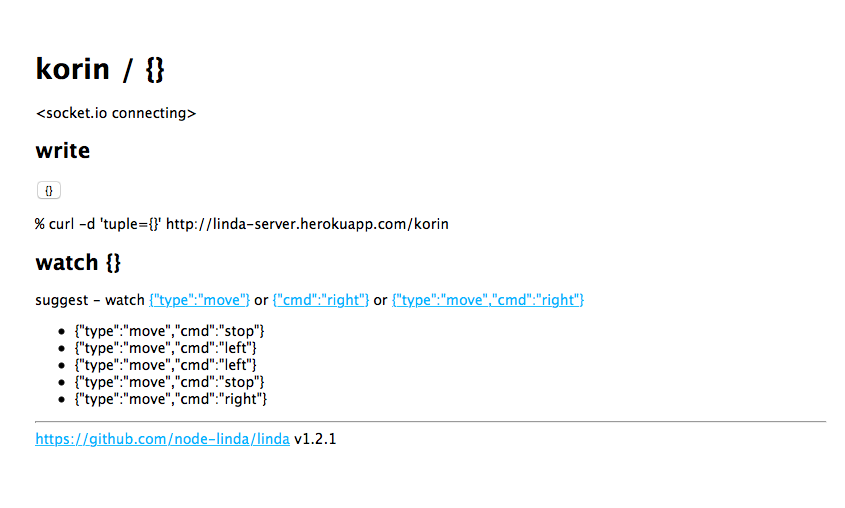 korin / {}
<socket.io connecting>
write
{}
% curl -d 'tuple={}' http://linda-server.herokuapp.com/korin
watch {}
suggest - watch {"type":"move"} or {"cmd":"right"} or {"type":"move","cmd":"right"}
• {"type":"move","cmd":"stop"}
• {"type":"move","cmd":"left"}
• {"type":"move","cmd":"left"}
• {"type":"move","cmd":"stop"}
• {"type":"move","cmd":"right"}
https://github.com/node-linda/linda v1.2.1